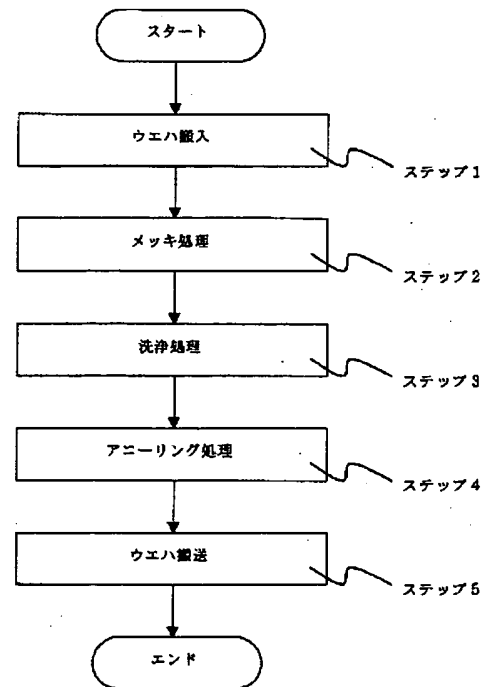 スタート
ウエハ搬入
ステップ1
メッキ処理
ステップ2
洗浄処理
ステップ3
アニーリング処理
ステップ4
ウエハ搬送
ステップ5
エンド